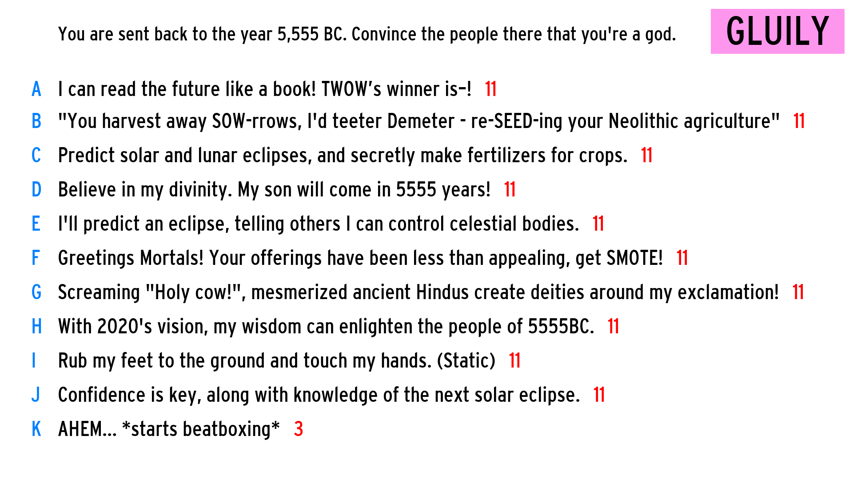 You are sent back to the year 5,555 BC. Convince the people there that you're a god.
GLUILY
A I can read the future like a book! TWOW's winner is–! 11
B "You harvest away SOW-rrows, I'd teeter Demeter - re-SEED-ing your Neolithic agriculture" 11
C Predict solar and lunar eclipses, and secretly make fertilizers for crops. 11
D Believe in my divinity. My son will come in 5555 years! 11
E I'll predict an eclipse, telling others I can control celestial bodies. 11
F Greetings Mortals! Your offerings have been less than appealing, get SMOTE! 11
G Screaming "Holy cow!", mesmerized ancient Hindus create deities around my exclamation! 11
H With 2020's vision, my wisdom can enlighten the people of 5555BC. 11
I Rub my feet to the ground and touch my hands. (Static) 11
J Confidence is key, along with knowledge of the next solar eclipse. 11
K AHEM... *starts beatboxing* 3